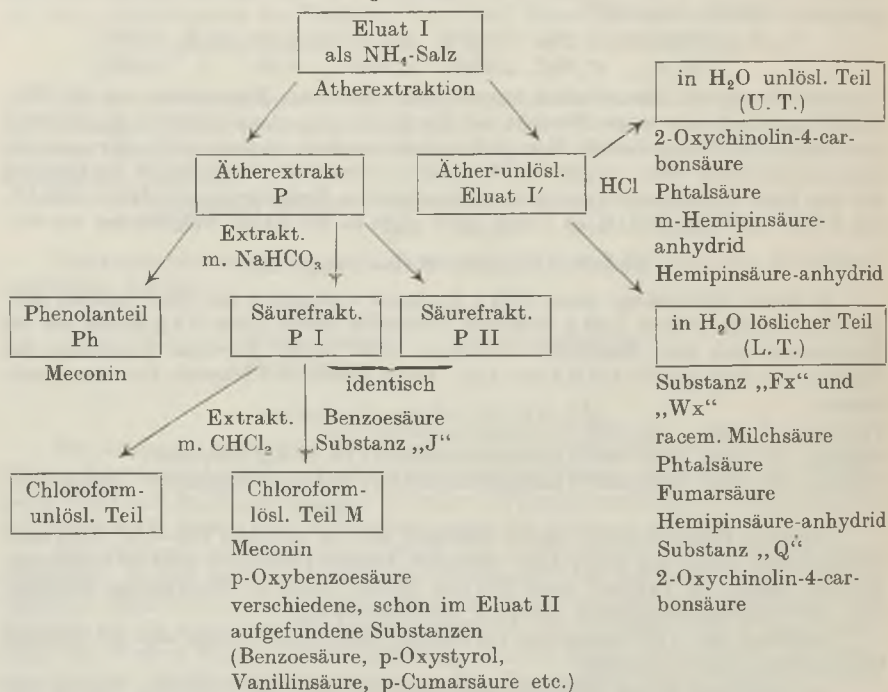 Eluat I
als NH₄-Salz
Atherextraktion
in H₂O unlösl. Teil
(U. T.)
2-Oxychinolin-4-car-
bonsäure
Phtalsäure
m-Hemipinsäure-
anhydrid
Hemipinsäure-anhydrid
Ätherextrakt
P
Äther-unlösl.
Eluat I′
HCl
Extrakt.
m. NaHCO₃
Phenolanteil
Ph
Meconin
Säurefrakt.
P I
Säurefrakt.
P II
identisch
Benzoesäure
Substanz „J“
in H₂O löslicher Teil
(L. T.)
Substanz „Fx“ und
„Wx“
racem. Milchsäure
Phtalsäure
Fumarsäure
Hemipinsäure-anhydrid
Substanz „Q“
2-Oxychinolin-4-car-
bonsäure
Extrakt.
m. CHCl₂
Chloroform-
unlösl. Teil
Chloroform-
lösl. Teil M
Meconin
p-Oxybenzoesäure
verschiedene, schon im Eluat II
aufgefundene Substanzen
(Benzoesäure, p-Oxystyrol,
Vanillinsäure, p-Cumarsäure etc.)